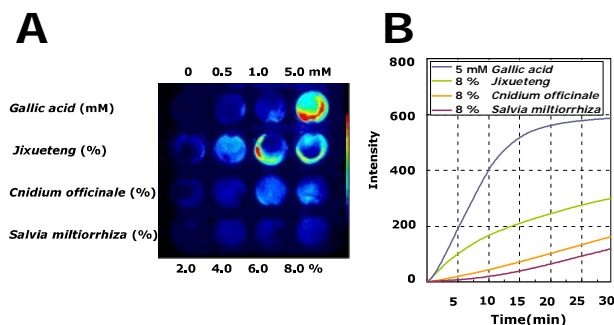 A
0 0.5 1.0 5.0 mM
Gallic acid (mM)
Jixueteng (%)
Cnidium officinale (%)
Salvia miltiorrhiza (%)
2.0 4.0 6.0 8.0 %
B
5 mM Gallic acid
8 % Jixueteng
8 % Cnidium officinale
8 % Salvia miltiorrhiza
Intensity
800
600
400
200
0
5 10 15 20 25 30
Time(min)